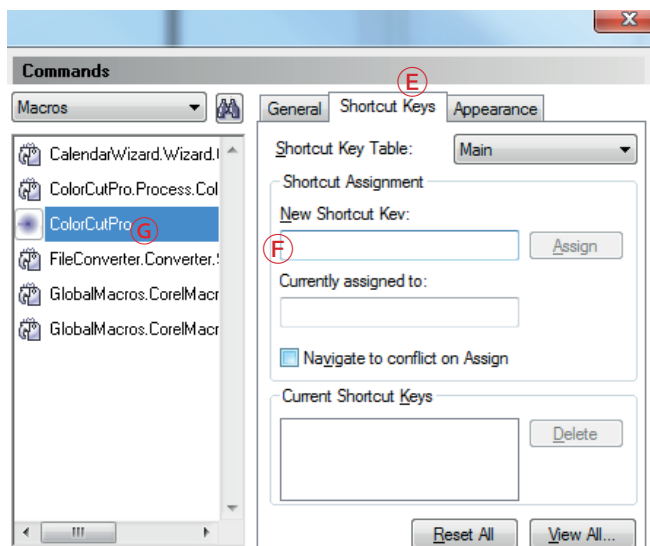 x
Commands
Macros
CalendarWizard.Wizard.
ColorCutPro.Process.Col
ColorCutPro
G
FileConverter.Converter.
GlobalMacros.CorelMacr
GlobalMacros.CorelMacr
E
General Shortcut Keys Appearance
Shortcut Key Table: Main
Shortcut Assignment
New Shortcut Key:
F
Assign
Currently assigned to:
Navigate to conflict on Assign
Current Shortcut Keys
Delete
Reset All View All...